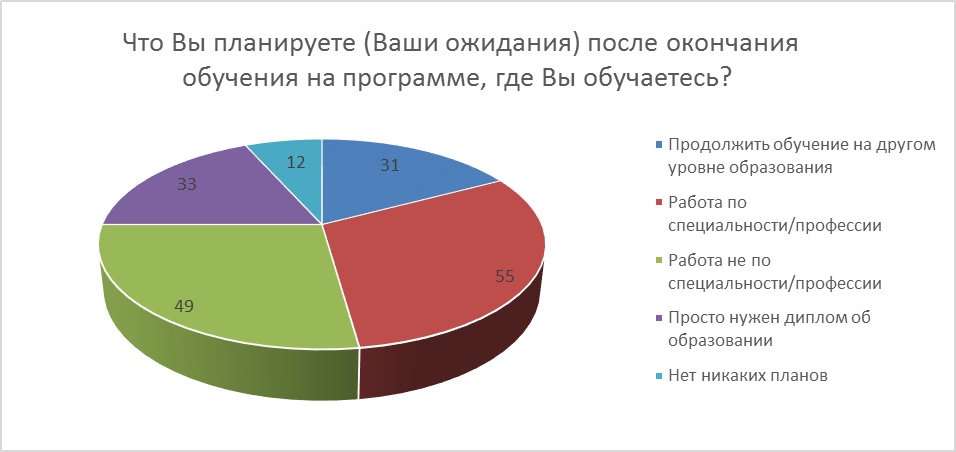 Что Вы планируете (Ваши ожидания) после окончания
обучения на программе, где Вы обучаетесь?
12
31
33
55
49
Продолжить обучение на другом
уровне образования
Работа по
специальности/профессии
Работа не по
специальности/профессии
Просто нужен диплом об
образовании
Нет никаких планов